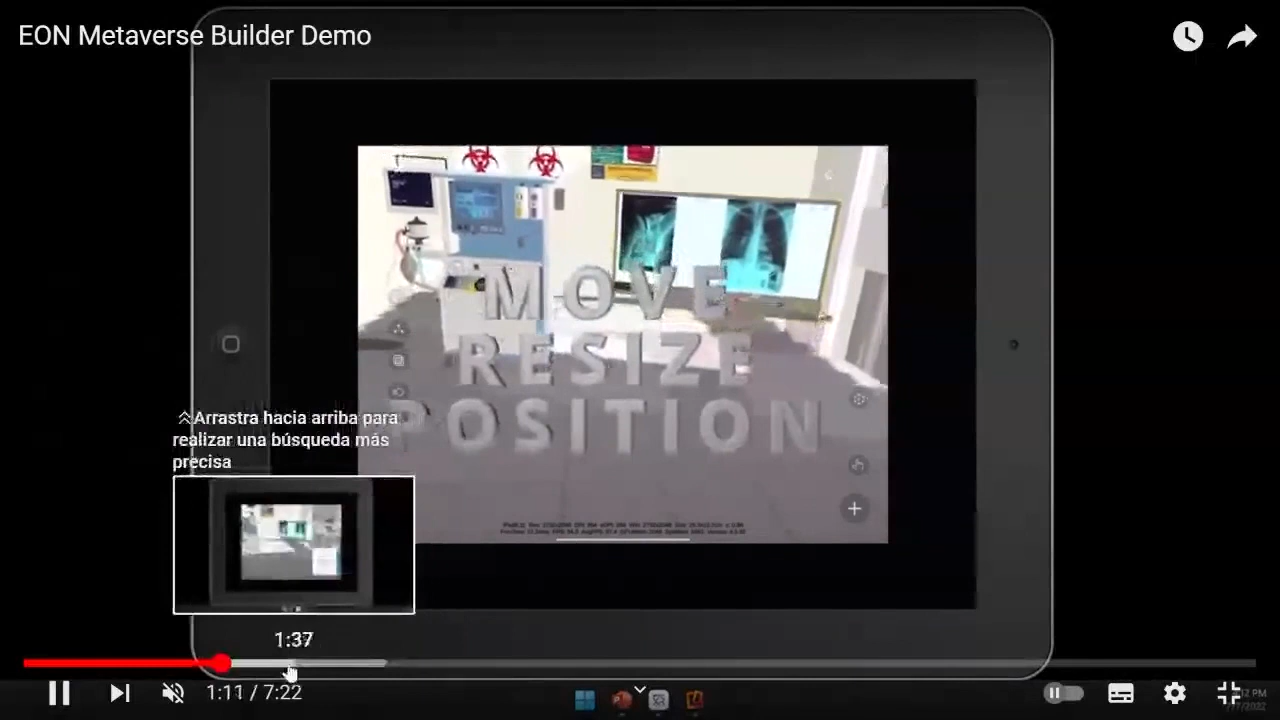 EON Metaverse Builder Demo
MOVE
RESIZE
POSITION
Arrastra hacia arriba para
realizar una búsqueda más
precisa
1:37
1:11 / 7:22